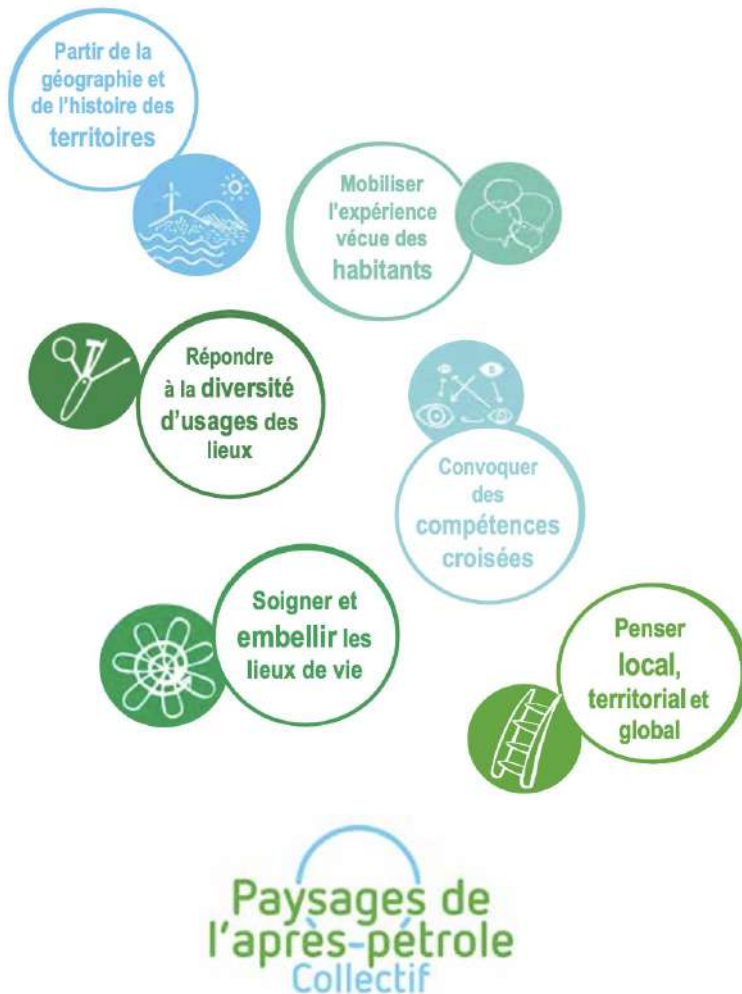 Partir de la
géographie et
de l'histoire des
territoires
Mobiliser
l'expérience
vécue des
habitants
Répondre
à la diversité
d'usages des
lieux
Convoquer
des
compétences
croisées
Soigner et
embellir les
lieux de vie
Penser
local,
territorial et
global
Paysages de
l'après-pétrole
Collectif